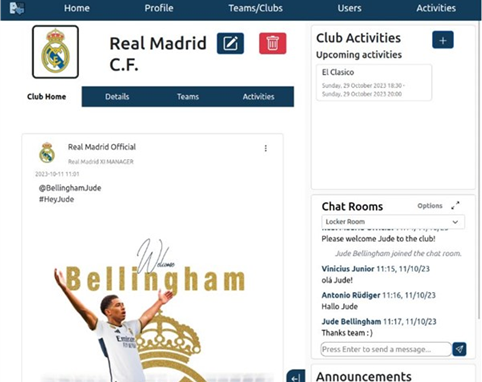 Home Profile Teams/Clubs Users Activities
Real Madrid
C.F.
Club Home Details Teams Activities
Real Madrid Official
Real Madrid XI MANAGER
2023-10-11 11:01
@BellinghamJude
#HeyJude
Welcome
Bellingham
Club Activities
+
Upcoming activities
El Clasico
Sunday, 29 October 2023 18:30 -
Sunday, 29 October 2023 20:00
Chat Rooms Options
Locker Room
Please welcome Jude to the club!
Jude Bellingham joined the chat room.
Vinicius Junior 11:15, 11/10/23
olá Jude!
Antonio Rüdiger 11:16, 11/10/23
Hallo Jude
Jude Bellingham 11:17, 11/10/23
Thanks team :)
Press Enter to send a message...
Announcements